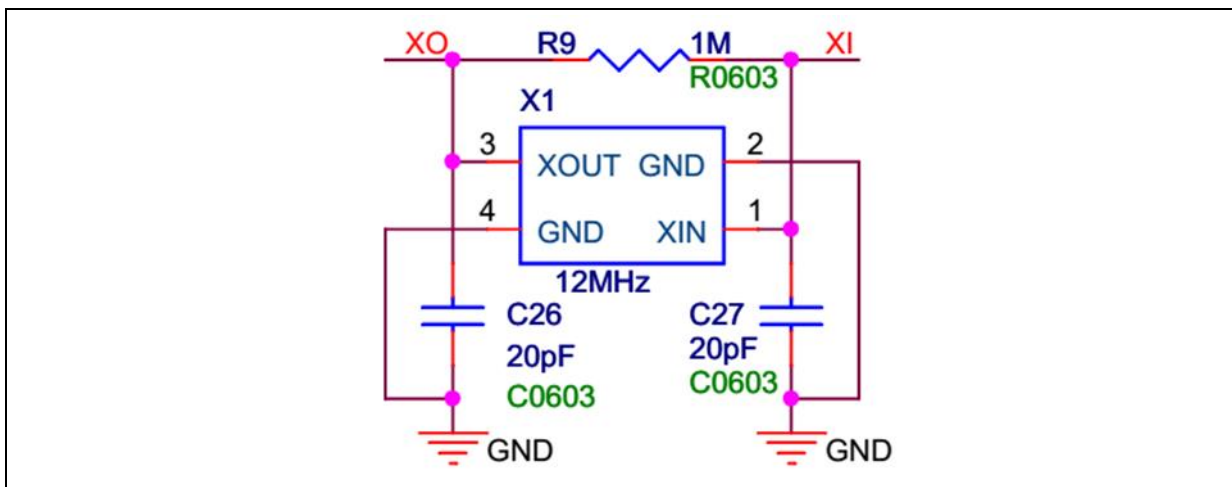 XO R9 1M XI
R0603
X1
3 XOUT GND 2
4 GND XIN 1
12MHz
C26 C27
20pF 20pF
C0603 C0603
GND GND